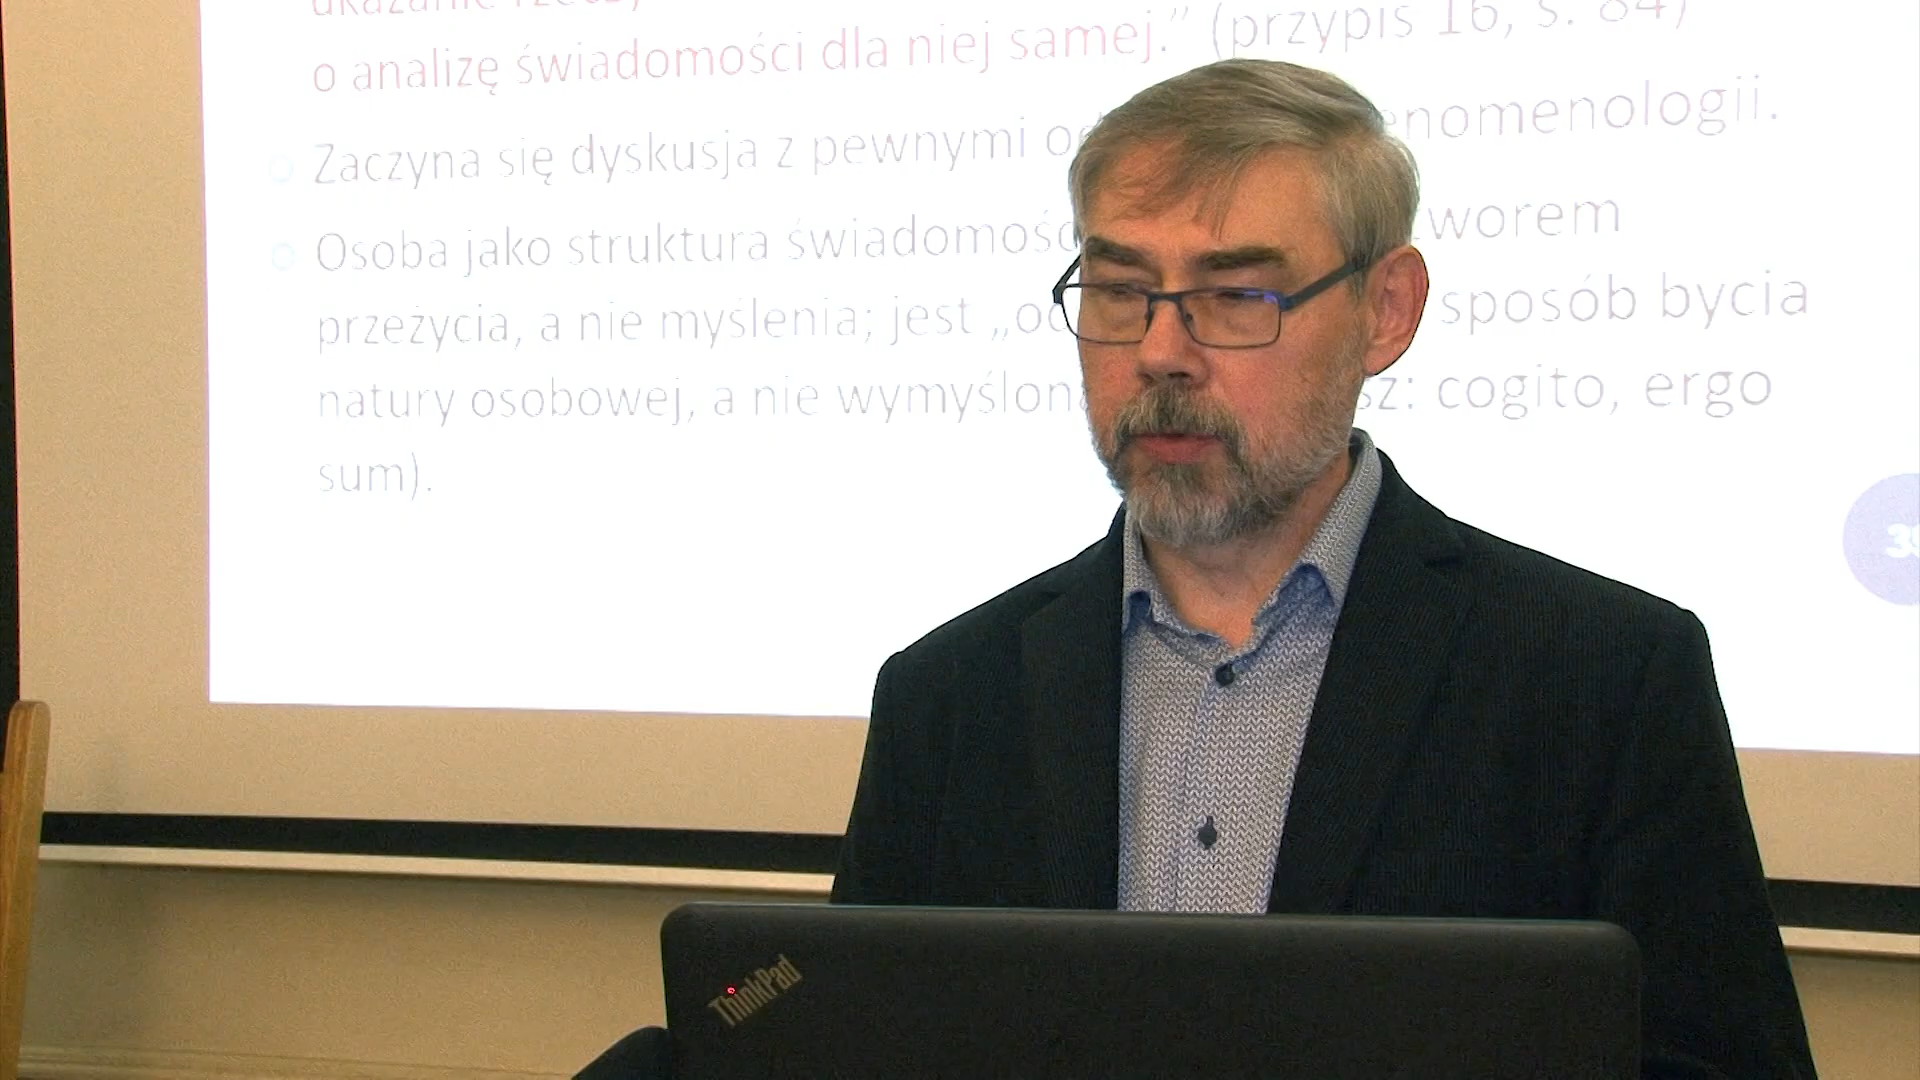 o analizę świadomości dla niej samej.” (przypis 16, s. 84)
Zaczyna się dyskusja z pewnymi enomenologii.
Osoba jako struktura świadomoś worem
przeżycia, a nie myślenia; jest „o sposób bycia
natury osobowej, a nie wymyślon sz: cogito, ergo
sum).
ThinkPad